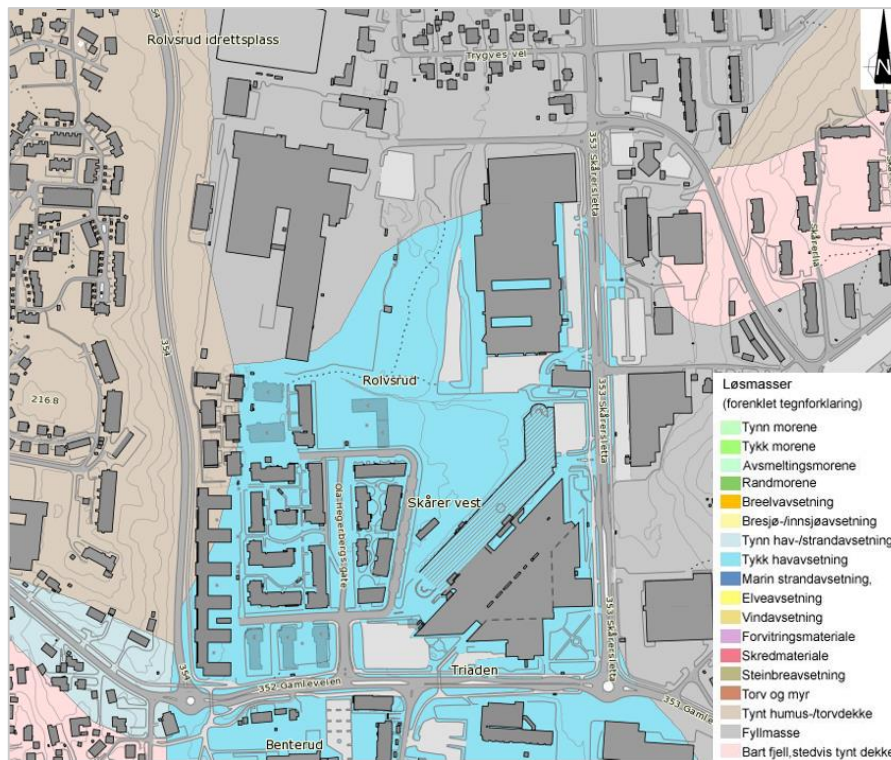 Rolvsrud idrettsplass
Trygves vei
N
353 Skårersletta
Skårerlia
354
216 B
Rolvsrud
353 Skårersletta
Ola Hegerbergs gate
Skårer vest
353 Skårersletta
Triaden
354
352 Gamleveien
353 Gamle
Benterud
Løsmasser
(forenklet tegnforklaring)
Tynn morene
Tykk morene
Avsmeltingsmorene
Randmorene
Breelvavsetning
Bresjø-/innsjøavsetning
Tynn hav-/strandavsetning
Tykk havavsetning
Marin strandavsetning,
Elveavsetning
Vindavsetning
Forvitringsmateriale
Skredmateriale
Steinbreavsetning
Torv og myr
Tynt humus-/torvdekke
Fyllmasse
Bart fjell,stedvis tynt dekke